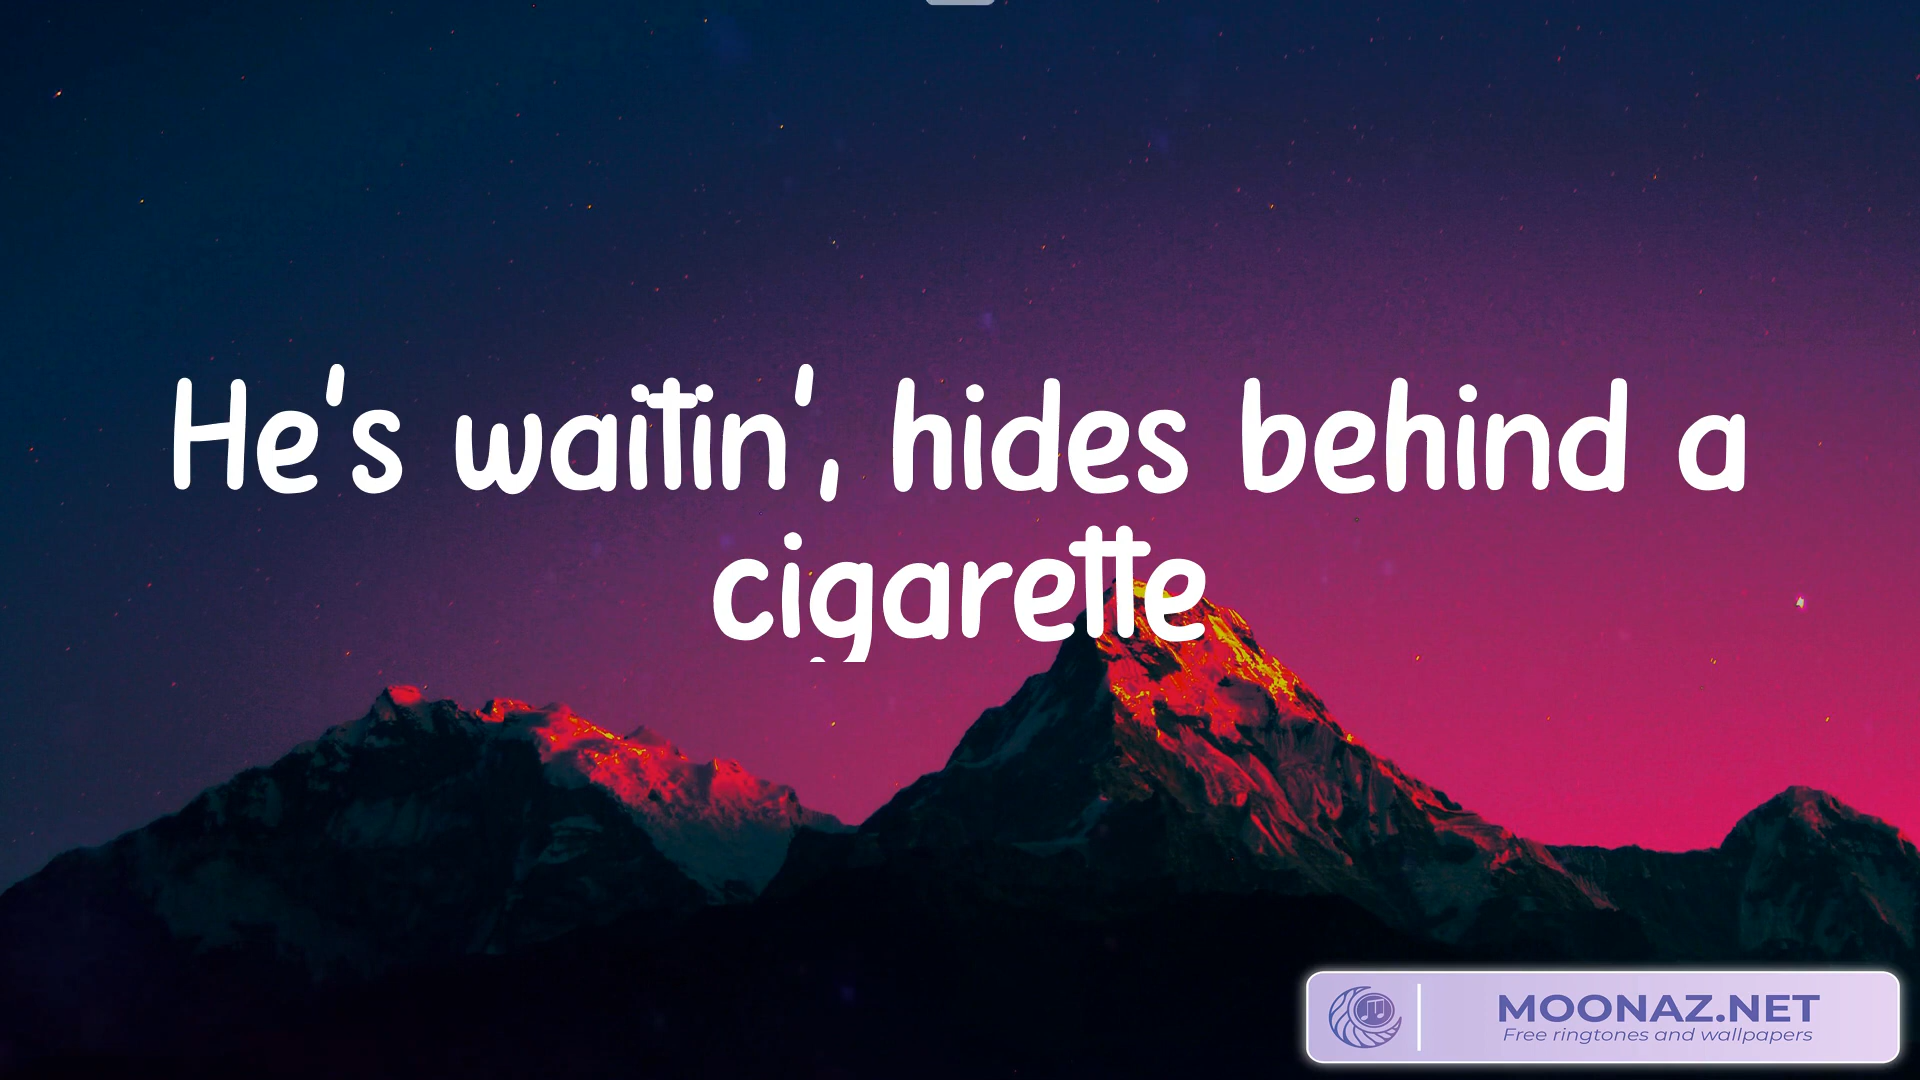 He's waitin', hides behind a
cigarette
MOONAZ.NET
Free ringtones and wallpapers